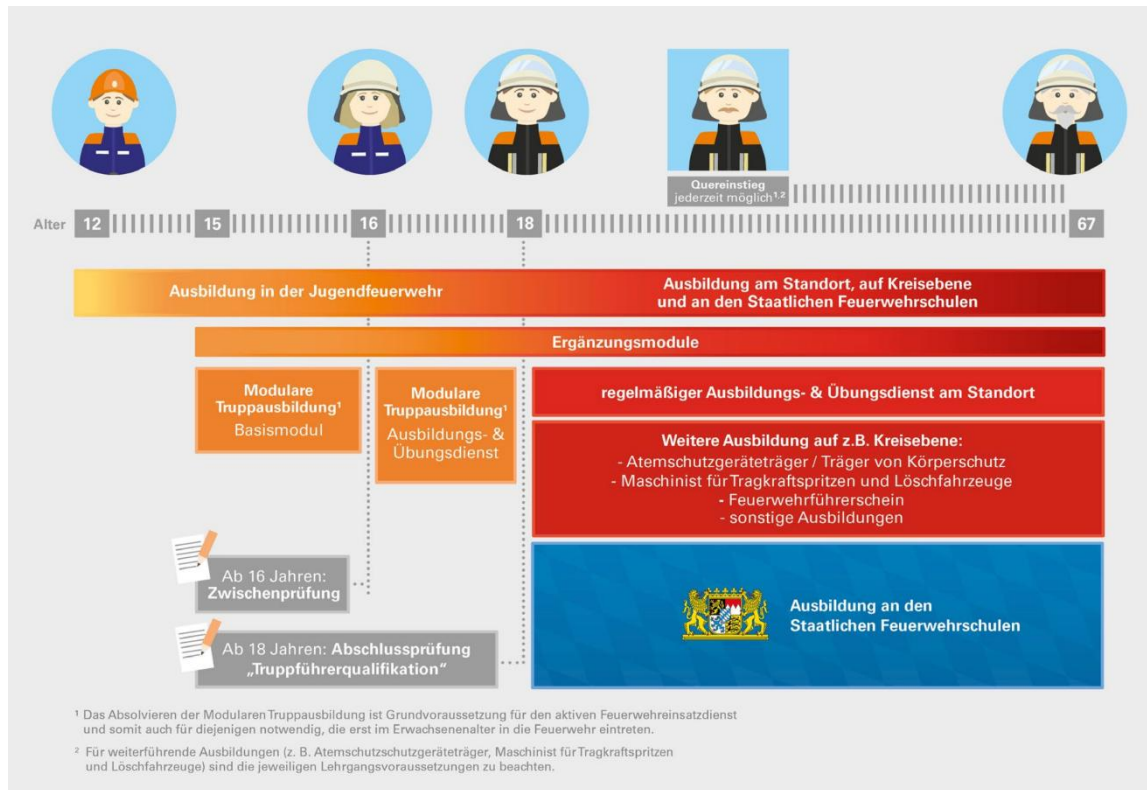 Quereinstieg
jederzeit möglich¹,²
Alter 12 15 16 18 67
Ausbildung in der Jugendfeuerwehr
Ausbildung am Standort, auf Kreisebene
und an den Staatlichen Feuerwehrschulen
Ergänzungsmodule
Modulare
Truppausbildung¹
Basismodul
Modulare
Truppausbildung¹
Ausbildungs- &
Übungsdienst
regelmäßiger Ausbildungs- & Übungsdienst am Standort
Weitere Ausbildung auf z.B. Kreisebene:
- Atemschutzgeräteträger / Träger von Körperschutz
- Maschinist für Tragkraftspritzen und Löschfahrzeuge
- Feuerwehrführerschein
- sonstige Ausbildungen
Ab 16 Jahren:
Zwischenprüfung
Ab 18 Jahren: Abschlussprüfung
„Truppführerqualifikation“
Ausbildung an den
Staatlichen Feuerwehrschulen
¹ Das Absolvieren der Modularen Truppausbildung ist Grundvoraussetzung für den aktiven Feuerwehreinsatzdienst
und somit auch für diejenigen notwendig, die erst im Erwachsenenalter in die Feuerwehr eintreten.
² Für weiterführende Ausbildungen (z. B. Atemschutzschutzgeräteträger, Maschinist für Tragkraftspritzen
und Löschfahrzeuge) sind die jeweiligen Lehrgangsvoraussetzungen zu beachten.